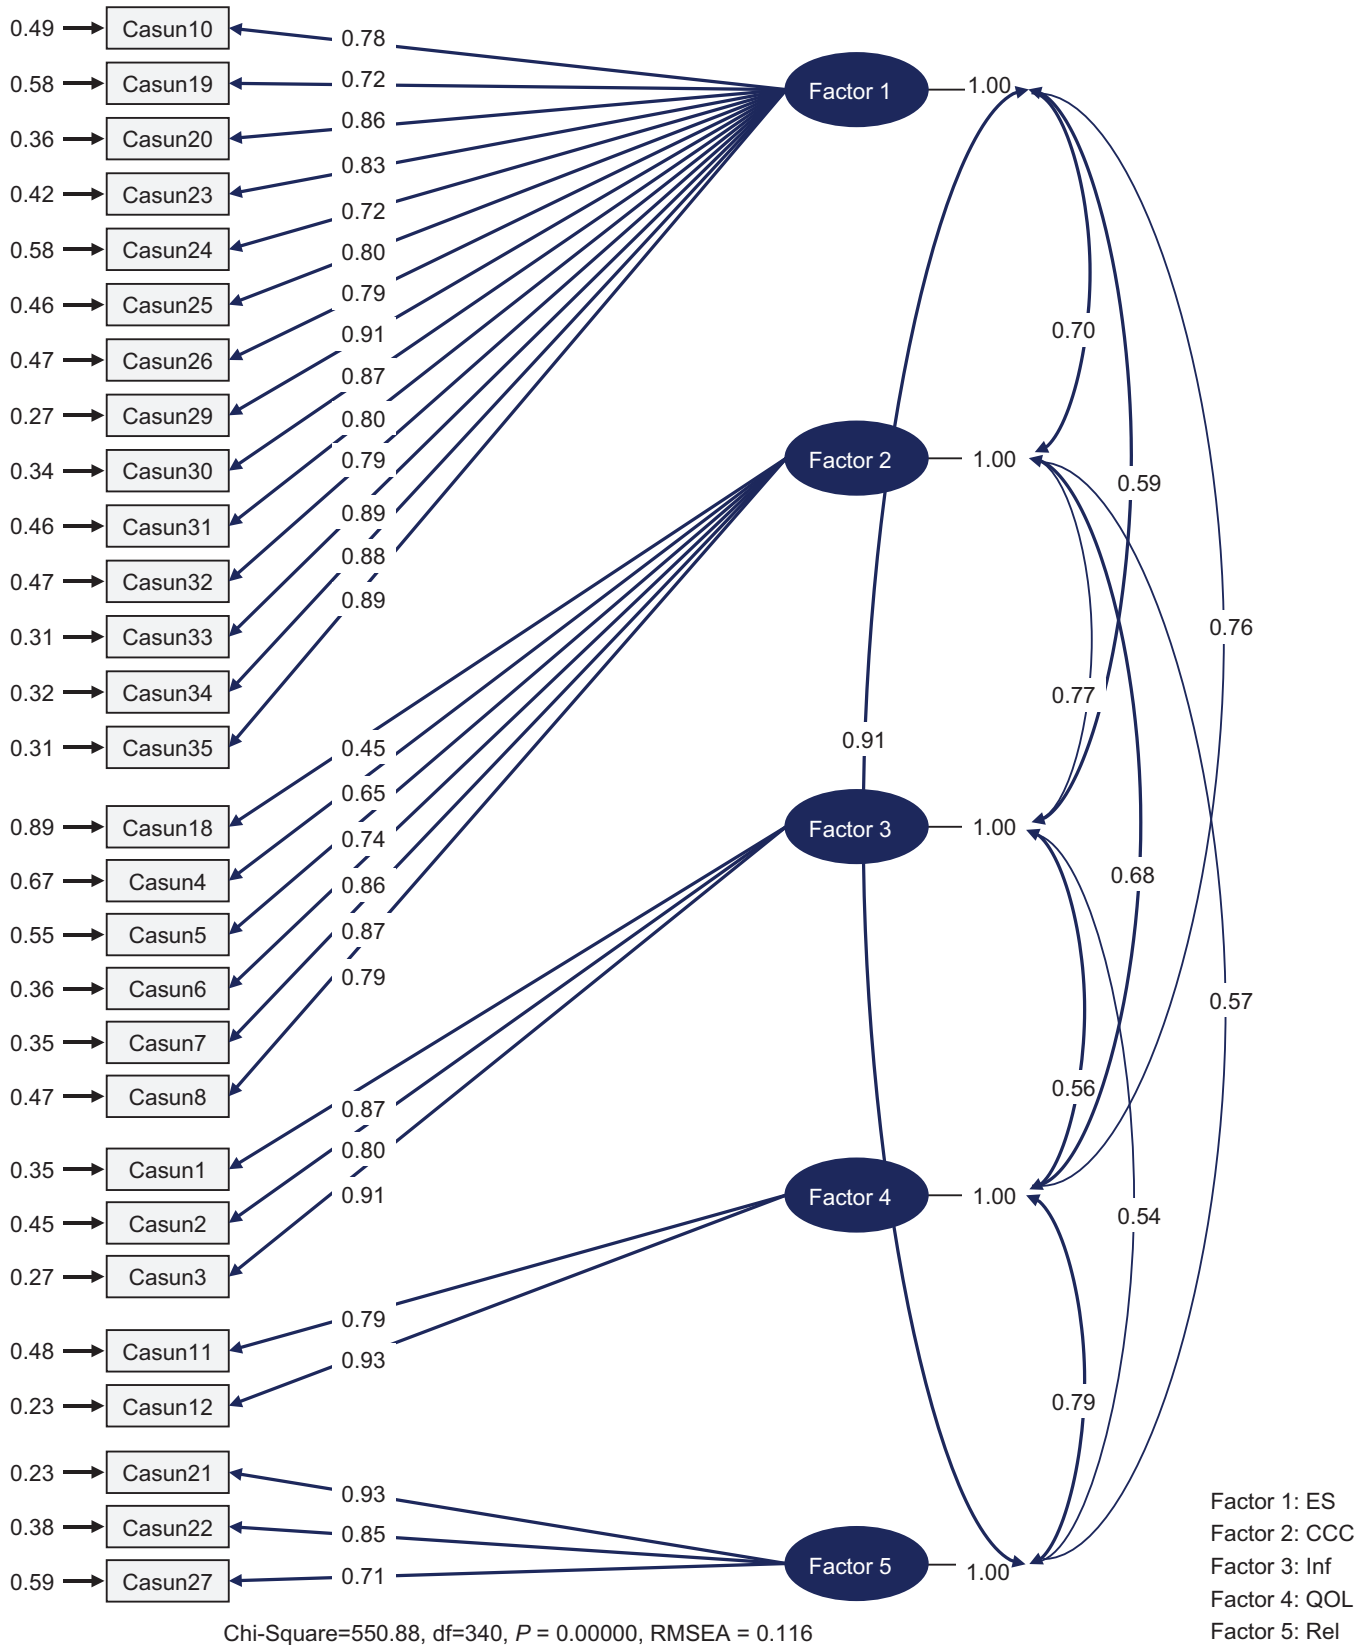 0.49 Casun10 0.78
0.58 Casun19 0.72
0.36 Casun20 0.86
0.42 Casun23 0.83
0.58 Casun24 0.72
0.46 Casun25 0.80
0.47 Casun26 0.79
0.27 Casun29 0.91
0.34 Casun30 0.87
0.46 Casun31 0.80
0.47 Casun32 0.79
0.31 Casun33 0.89
0.32 Casun34 0.88
0.31 Casun35 0.89
0.89 Casun18 0.45
0.67 Casun4 0.65
0.55 Casun5 0.74
0.36 Casun6 0.86
0.35 Casun7 0.87
0.47 Casun8 0.79
0.35 Casun1 0.87
0.45 Casun2 0.80
0.27 Casun3 0.91
0.48 Casun11 0.79
0.23 Casun12 0.93
0.23 Casun21 0.93
0.38 Casun22 0.85
0.59 Casun27 0.71
Factor 1 1.00
Factor 2 1.00
Factor 3 1.00
Factor 4 1.00
Factor 5 1.00
0.70
0.59
0.76
0.77
0.91
0.68
0.57
0.56
0.54
0.79
Factor 1: ES
Factor 2: CCC
Factor 3: Inf
Factor 4: QOL
Factor 5: Rel
Chi-Square=550.88, df=340, P = 0.00000, RMSEA = 0.116